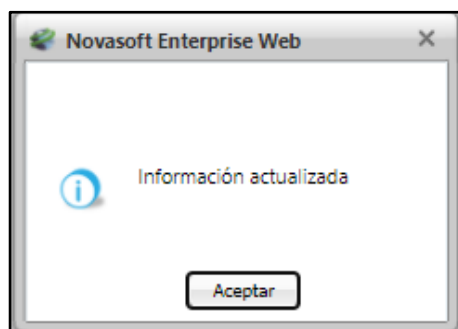 Novasoft Enterprise Web
Información actualizada
Aceptar